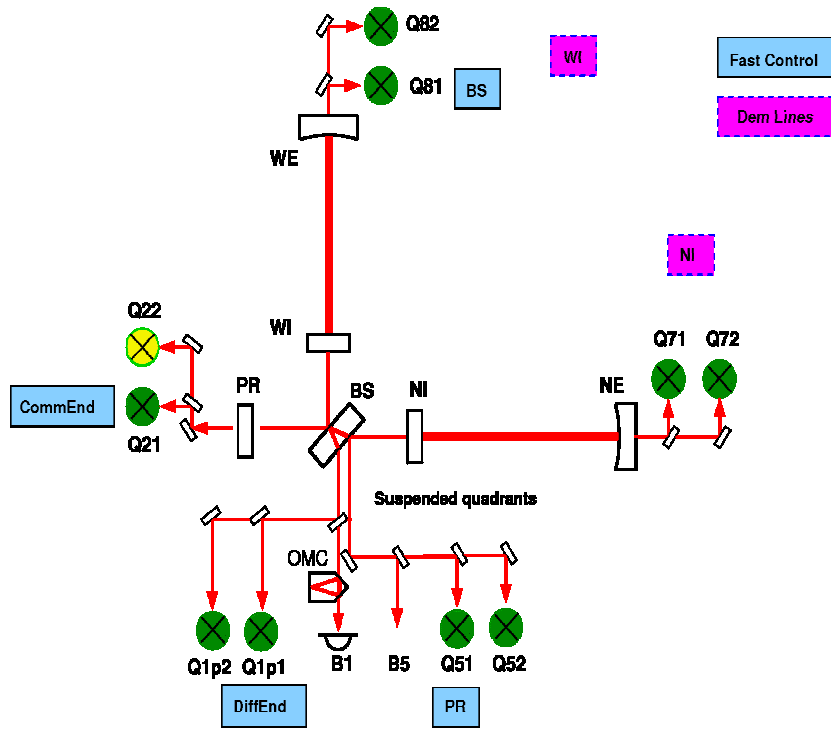 Q82
WI
Fast Control
Q81
BS
Dem Lines
WE
NI
Q22
WI
Q71
Q72
PR
BS
NI
NE
CommEnd
Q21
Suspended quadrants
OMC
Q1p2
Q1p1
B1
B5
Q51
Q52
DiffEnd
PR